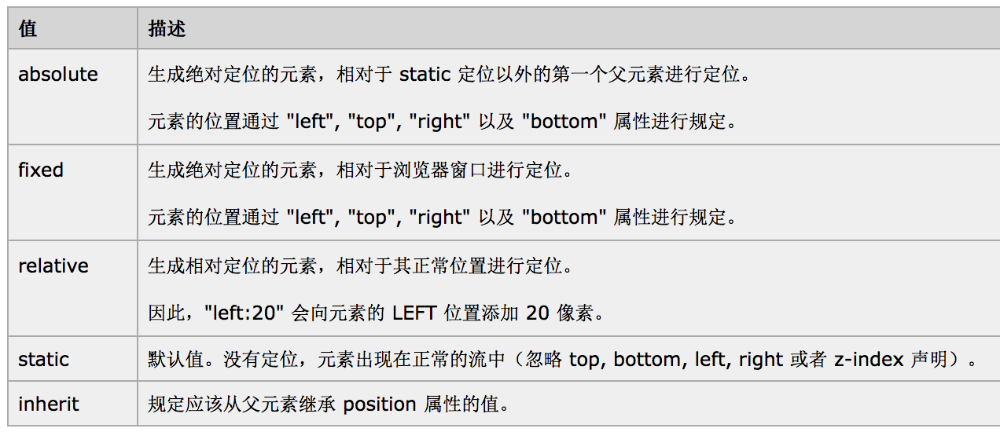 值 描述
absolute 生成绝对定位的元素，相对于 static 定位以外的第一个父元素进行定位。
元素的位置通过 "left", "top", "right" 以及 "bottom" 属性进行规定。
fixed 生成绝对定位的元素，相对于浏览器窗口进行定位。
元素的位置通过 "left", "top", "right" 以及 "bottom" 属性进行规定。
relative 生成相对定位的元素，相对于其正常位置进行定位。
因此，"left:20" 会向元素的 LEFT 位置添加 20 像素。
static 默认值。没有定位，元素出现在正常的流中（忽略 top, bottom, left, right 或者 z-index 声明）。
inherit 规定应该从父元素继承 position 属性的值。